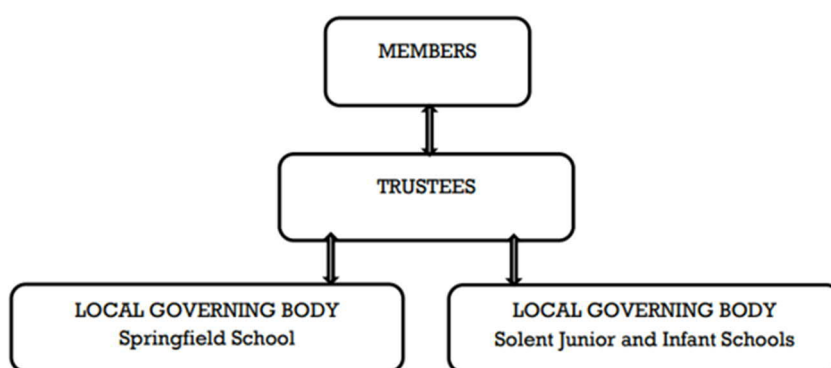 MEMBERS
TRUSTEES
LOCAL GOVERNING BODY
Springfield School
LOCAL GOVERNING BODY
Solent Junior and Infant Schools